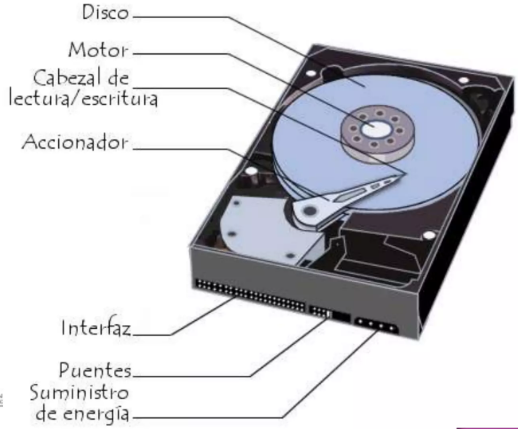 Disco
Motor
Cabezal de
lectura/escritura
Accionador
Interfaz
Puentes
Suministro
de energía